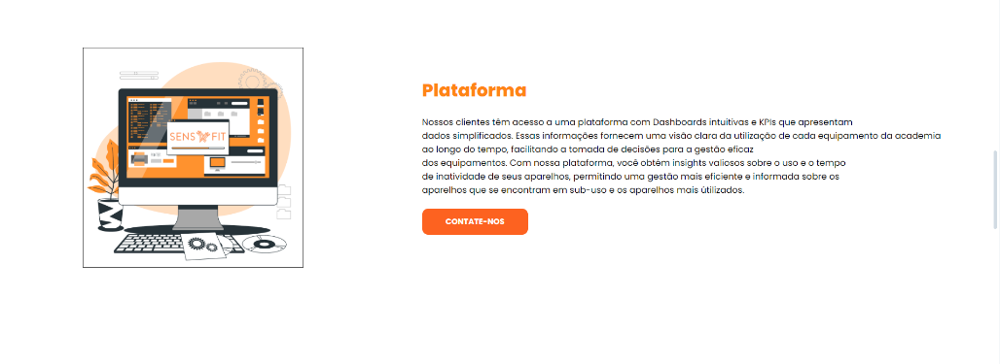 SENS FIT
Plataforma
Nossos clientes têm acesso a uma plataforma com Dashboards intuitivas e KPIs que apresentam
dados simplificados. Essas informações fornecem uma visão clara da utilização de cada equipamento da academia
ao longo do tempo, facilitando a tomada de decisões para a gestão eficaz
dos equipamentos. Com nossa plataforma, você obtém insights valiosos sobre o uso e o tempo
de inatividade de seus aparelhos, permitindo uma gestão mais eficiente e informada sobre os
aparelhos que se encontram em sub-uso e os aparelhos mais útilizados.
CONTATE-NOS